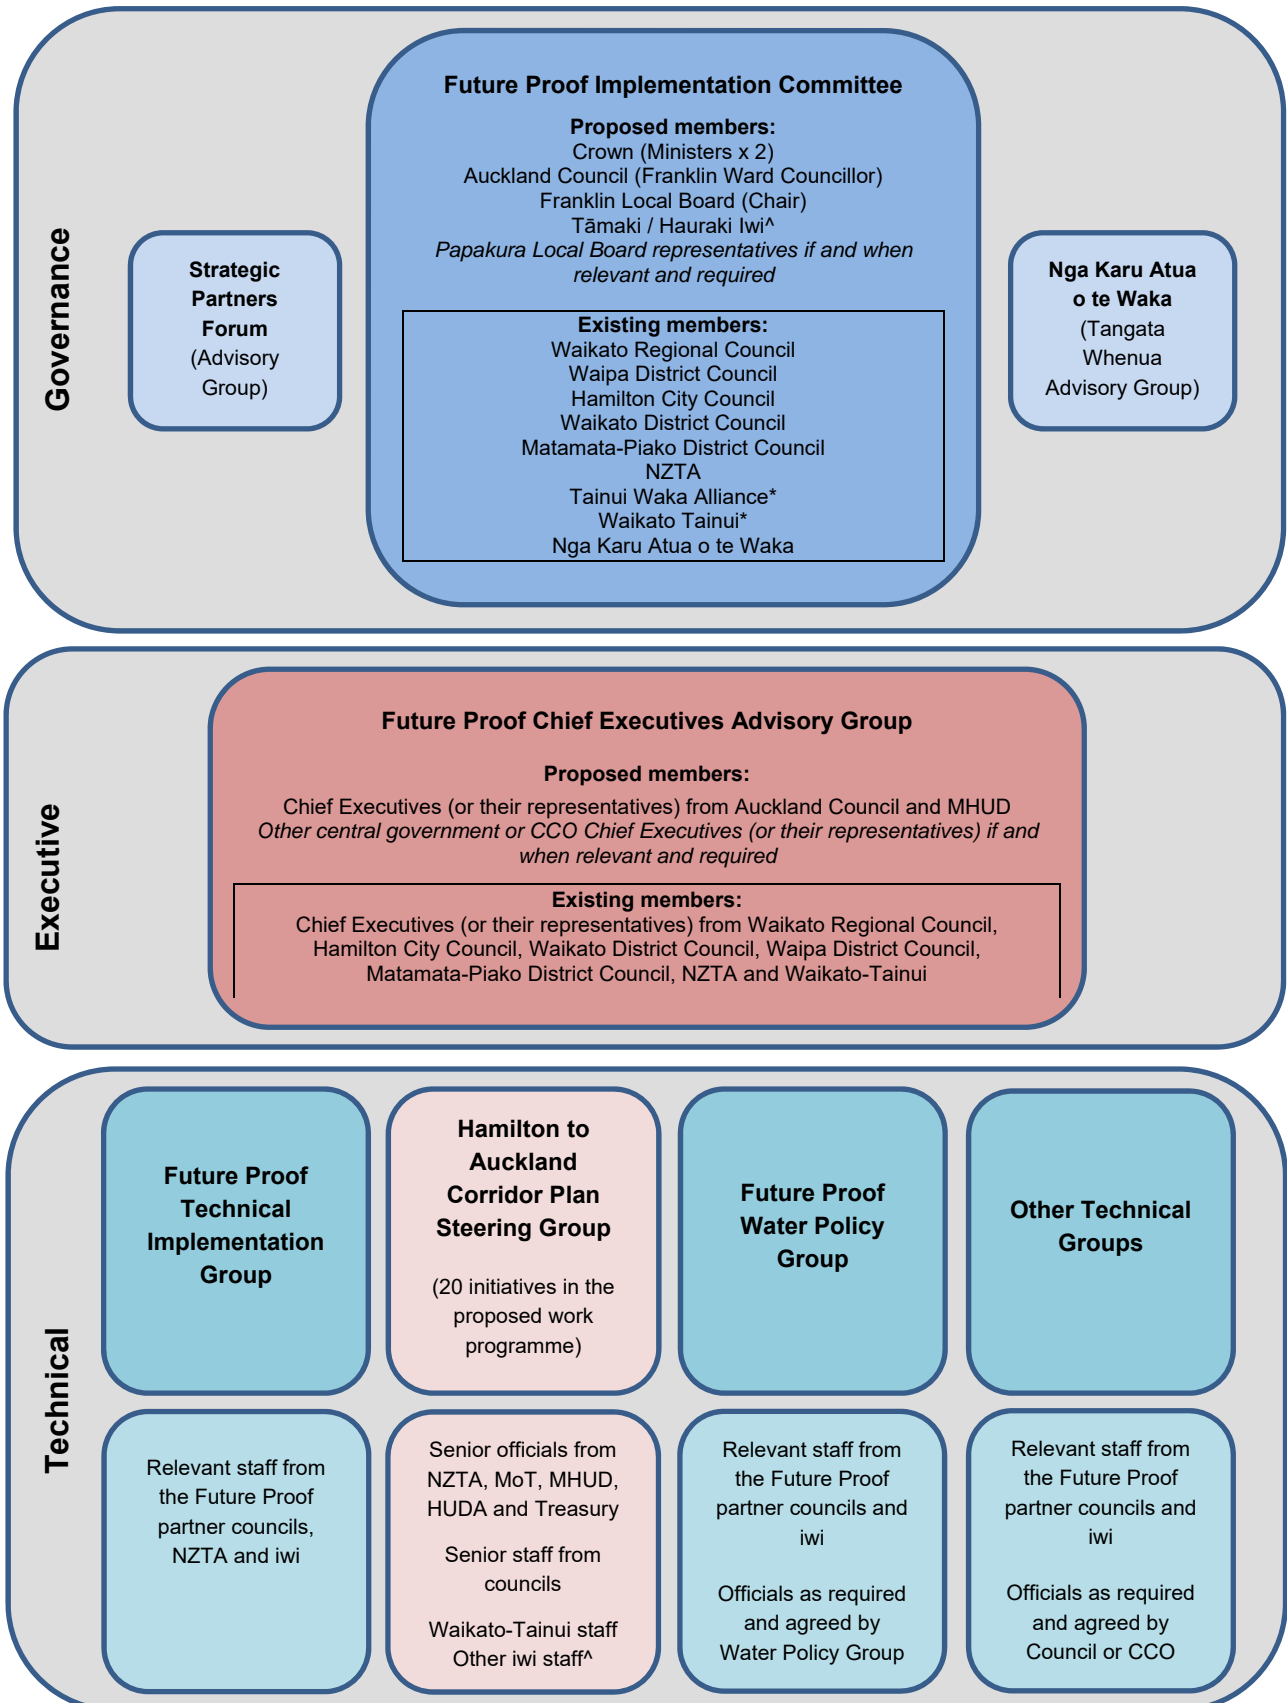 Governance
Future Proof Implementation Committee
Proposed members:
Crown (Ministers x 2)
Auckland Council (Franklin Ward Councillor)
Franklin Local Board (Chair)
Tāmaki / Hauraki Iwi^
Papakura Local Board representatives if and when
relevant and required
Existing members:
Waikato Regional Council
Waipa District Council
Hamilton City Council
Waikato District Council
Matamata-Piako District Council
NZTA
Tainui Waka Alliance*
Waikato Tainui*
Nga Karu Atua o te Waka
Strategic
Partners
Forum
(Advisory
Group)
Nga Karu Atua
o te Waka
(Tangata
Whenua
Advisory Group)
Executive
Future Proof Chief Executives Advisory Group
Proposed members:
Chief Executives (or their representatives) from Auckland Council and MHUD
Other central government or CCO Chief Executives (or their representatives) if and
when relevant and required
Existing members:
Chief Executives (or their representatives) from Waikato Regional Council,
Hamilton City Council, Waikato District Council, Waipa District Council,
Matamata-Piako District Council, NZTA and Waikato-Tainui
Technical
Future Proof
Technical
Implementation
Group
Hamilton to
Auckland
Corridor Plan
Steering Group
(20 initiatives in the
proposed work
programme)
Future Proof
Water Policy
Group
Other Technical
Groups
Relevant staff from
the Future Proof
partner councils,
NZTA and iwi
Senior officials from
NZTA, MoT, MHUD,
HUDA and Treasury
Senior staff from
councils
Waikato-Tainui staff
Other iwi staff^
Relevant staff from
the Future Proof
partner councils and
iwi
Officials as required
and agreed by
Water Policy Group
Relevant staff from
the Future Proof
partner councils and
iwi
Officials as required
and agreed by
Council or CCO